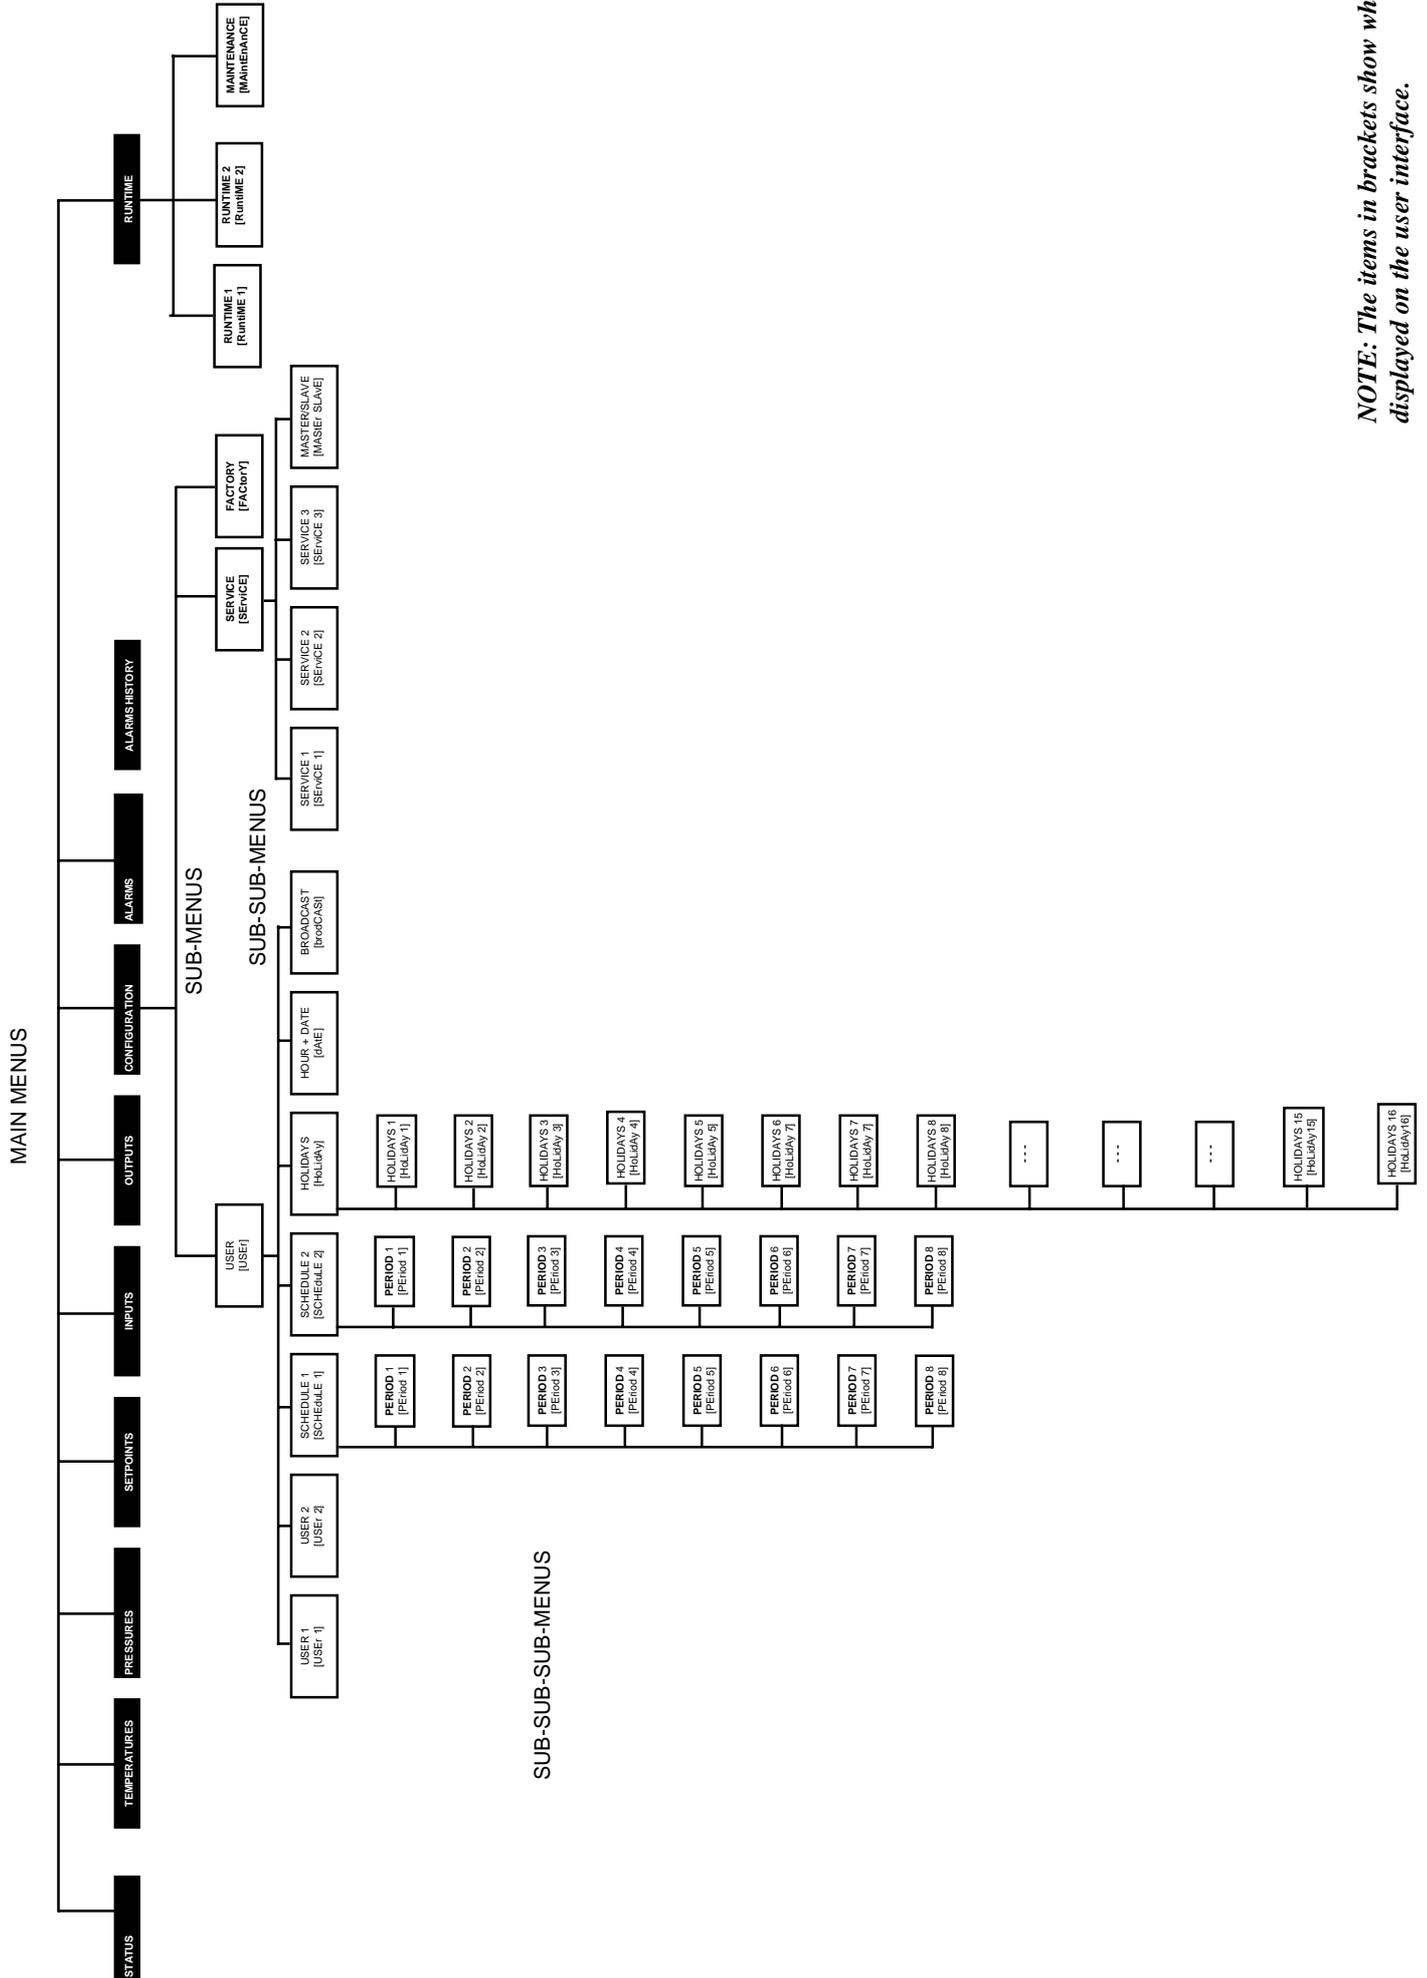 MAIN MENUS
STATUS
TEMPERATURES
PRESSURES
SETPOINTS
INPUTS
OUTPUTS
CONFIGURATION
ALARMS
ALARMS HISTORY
RUNTIME
SUB-MENUS
USER
[USEr]
SERVICE
[SErviCE]
FACTORY
[FACtorY]
RUNTIME 1
[RuntiME 1]
RUNTIME 2
[RuntiME 2]
MAINTENANCE
[MAintEnAnCE]
SUB-SUB-MENUS
USER 1
[USEr 1]
USER 2
[USEr 2]
SCHEDULE 1
[SCHEduLE 1]
SCHEDULE 2
[SCHEduLE 2]
HOLIDAYS
[HoLidAy]
HOUR + DATE
[dAtE]
BROADCAST
[brodCASt]
SERVICE 1
[SErviCE 1]
SERVICE 2
[SErviCE 2]
SERVICE 3
[SErviCE 3]
MASTER/SLAVE
[MAStEr SLAvE]
SUB-SUB-SUB-MENUS
PERIOD 1
[PEriod 1]
PERIOD 2
[PEriod 2]
PERIOD 3
[PEriod 3]
PERIOD 4
[PEriod 4]
PERIOD 5
[PEriod 5]
PERIOD 6
[PEriod 6]
PERIOD 7
[PEriod 7]
PERIOD 8
[PEriod 8]
PERIOD 1
[PEriod 1]
PERIOD 2
[PEriod 2]
PERIOD 3
[PEriod 3]
PERIOD 4
[PEriod 4]
PERIOD 5
[PEriod 5]
PERIOD 6
[PEriod 6]
PERIOD 7
[PEriod 7]
PERIOD 8
[PEriod 8]
HOLIDAYS 1
[HoLidAy 1]
HOLIDAYS 2
[HoLidAy 2]
HOLIDAYS 3
[HoLidAy 3]
HOLIDAYS 4
[HoLidAy 4]
HOLIDAYS 5
[HoLidAy 5]
HOLIDAYS 6
[HoLidAy 7]
HOLIDAYS 7
[HoLidAy 7]
HOLIDAYS 8
[HoLidAy 8]
- - -
- - -
- - -
HOLIDAYS 15
[HoLidAy15]
HOLIDAYS 16
[HoLidAy16]
NOTE: The items in brackets show wh
displayed on the user interface.